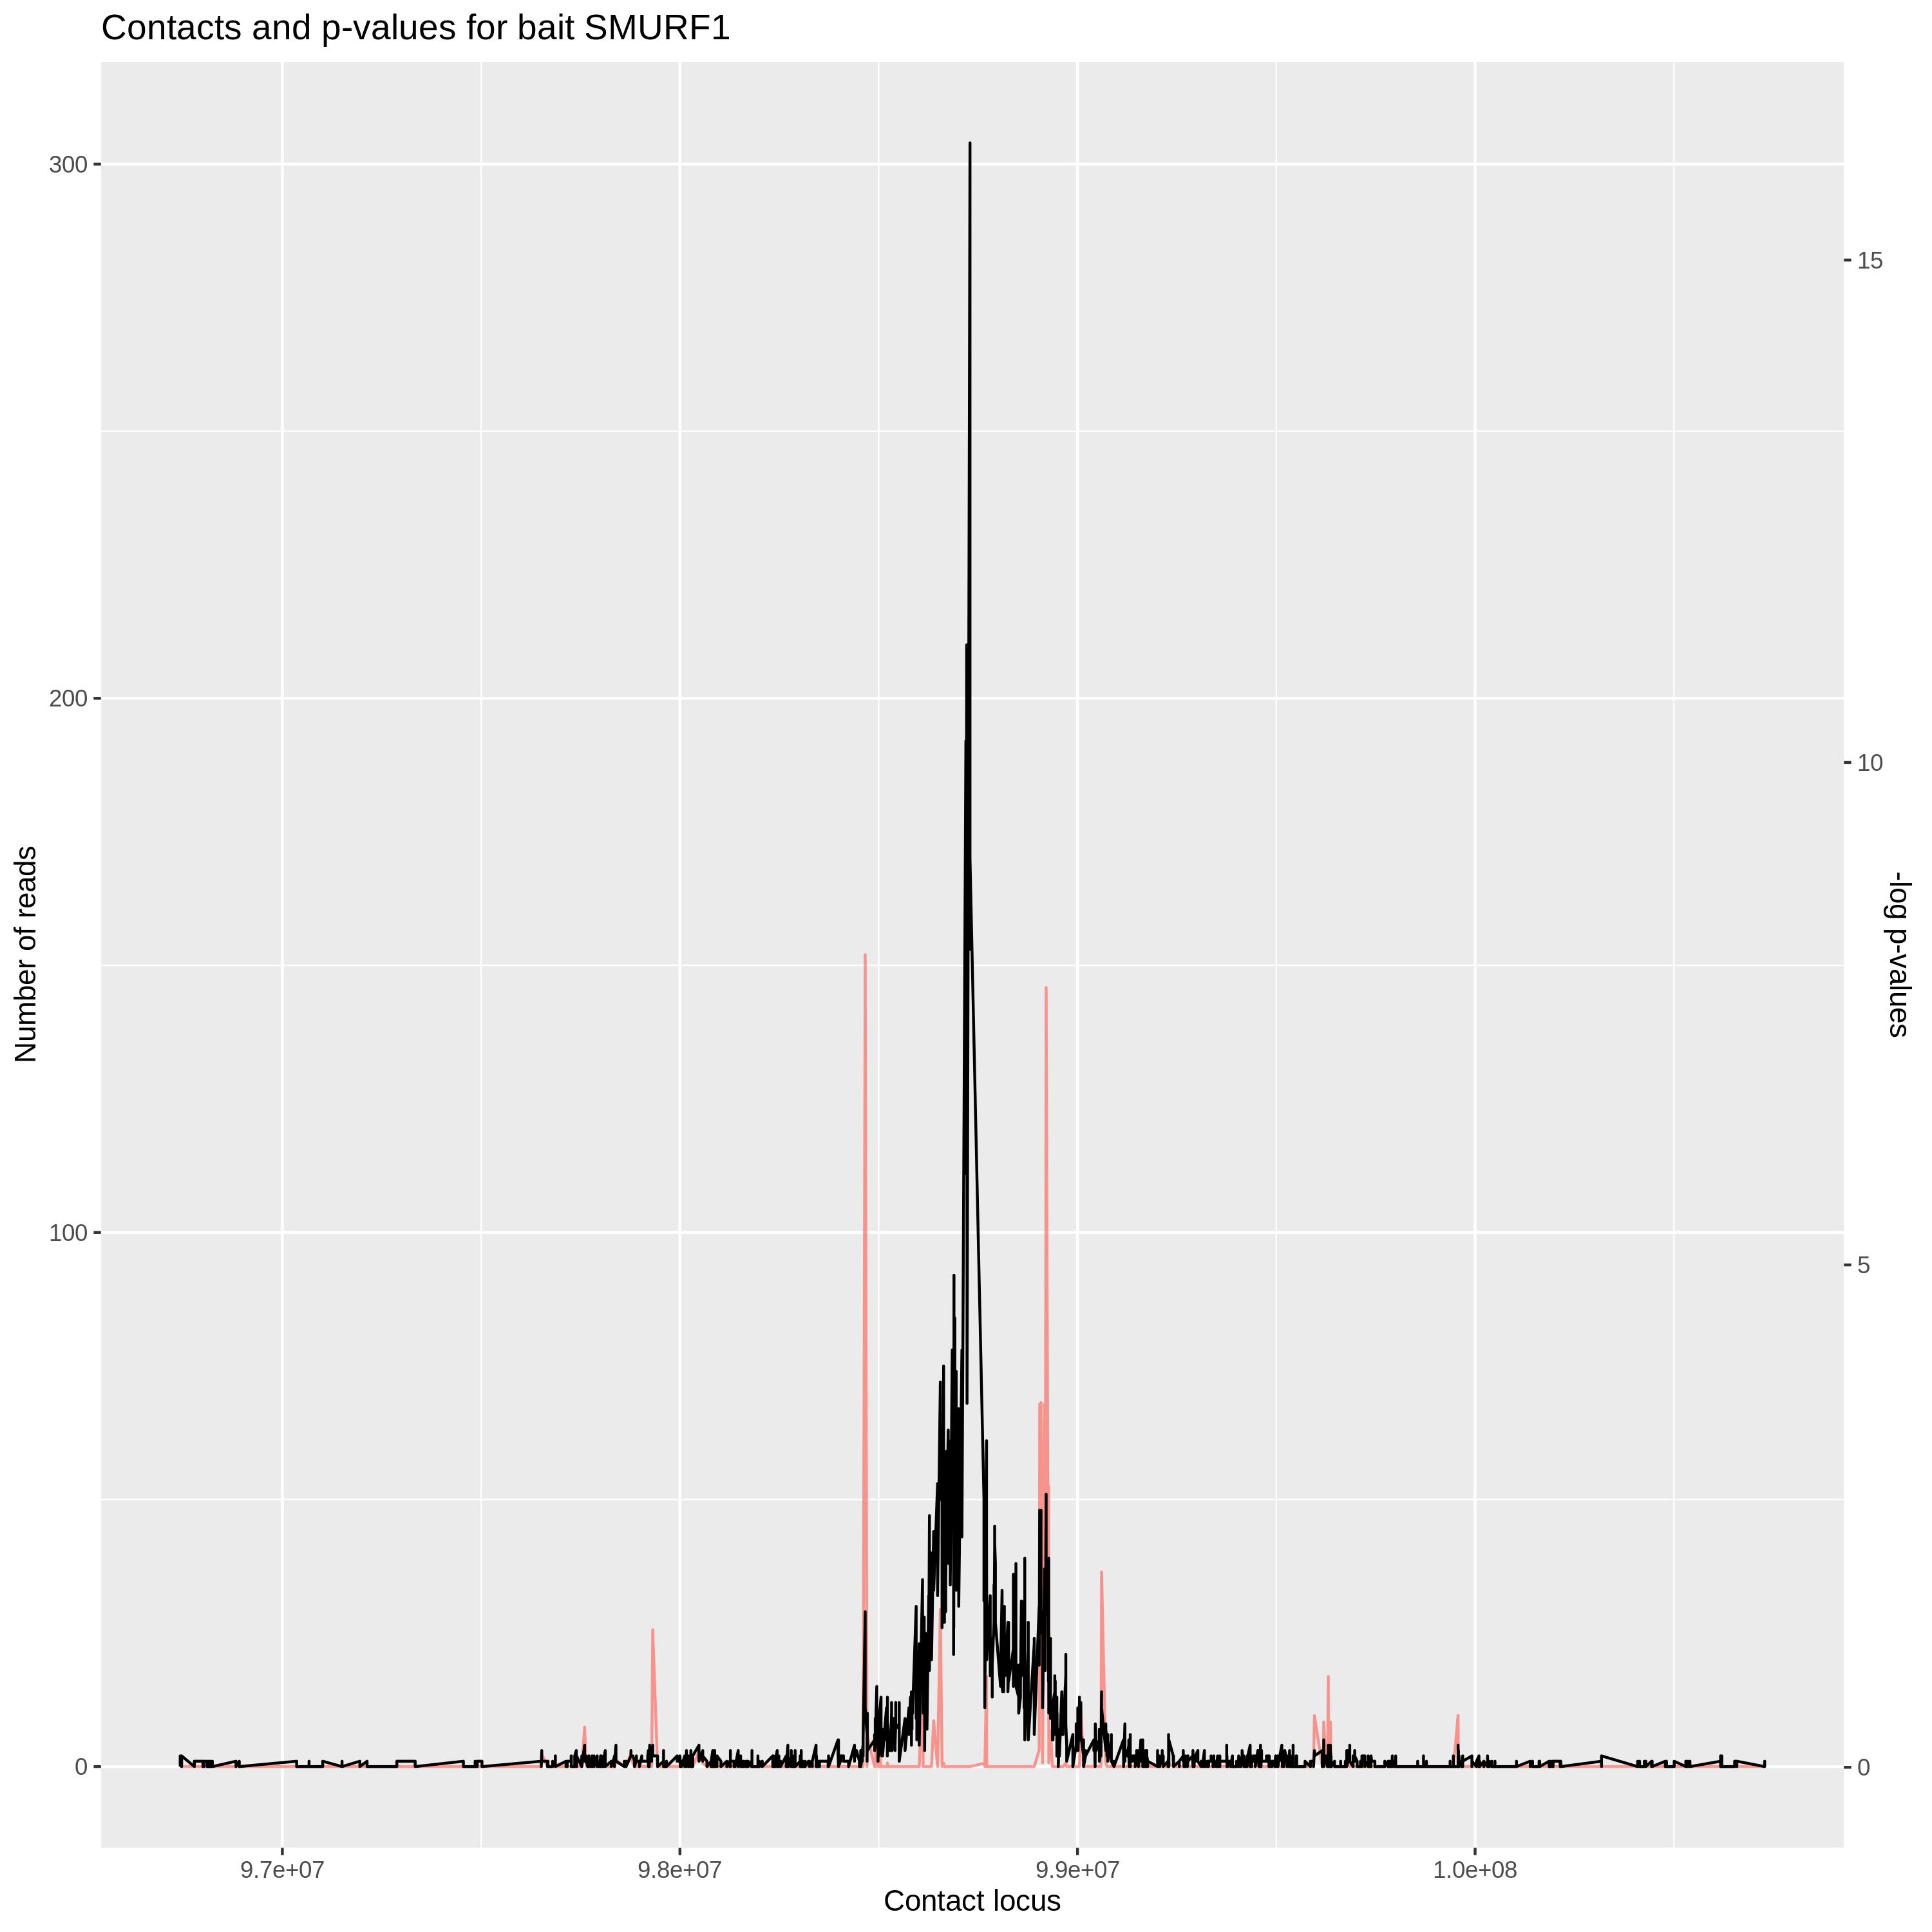 Contacts and p-values for bait SMURF1
300
200
100
0
Number of reads
15
10
5
0
-log p-values
9.7e+07
9.8e+07
9.9e+07
1.0e+08
Contact locus